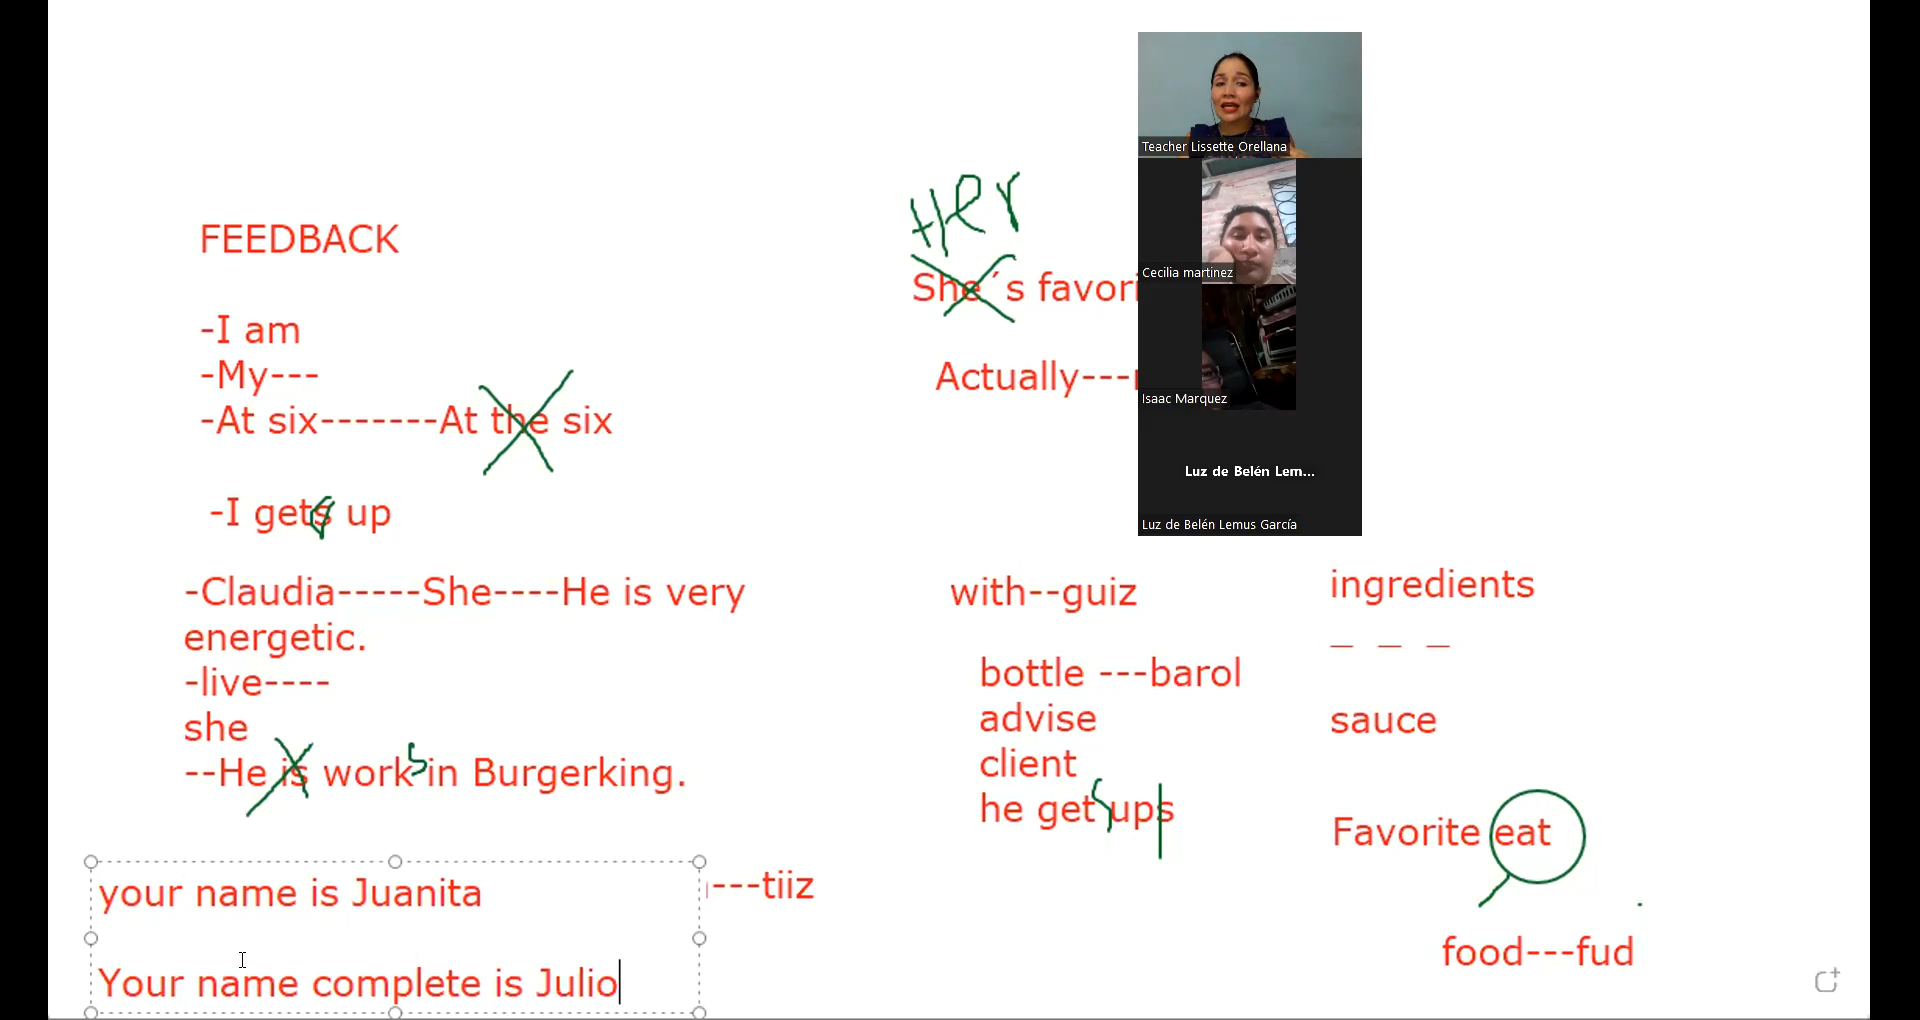 FEEDBACK
-I am
-My---
-At six-------At the six
-I gets up
-Claudia-----She----He is very
energetic.
-live----
she
--He is work s in Burgerking.
your name is Juanita
Your name complete is Julio
---tiiz
Her
She´s favori
Actually---
with--guiz
bottle ---barol
advise
client
he get s ups
ingredients
_ _ _
sauce
Favorite eat
food---fud
Teacher Lissette Orellana
Cecilia martinez
Isaac Marquez
Luz de Belén Lem...
Luz de Belén Lemus García